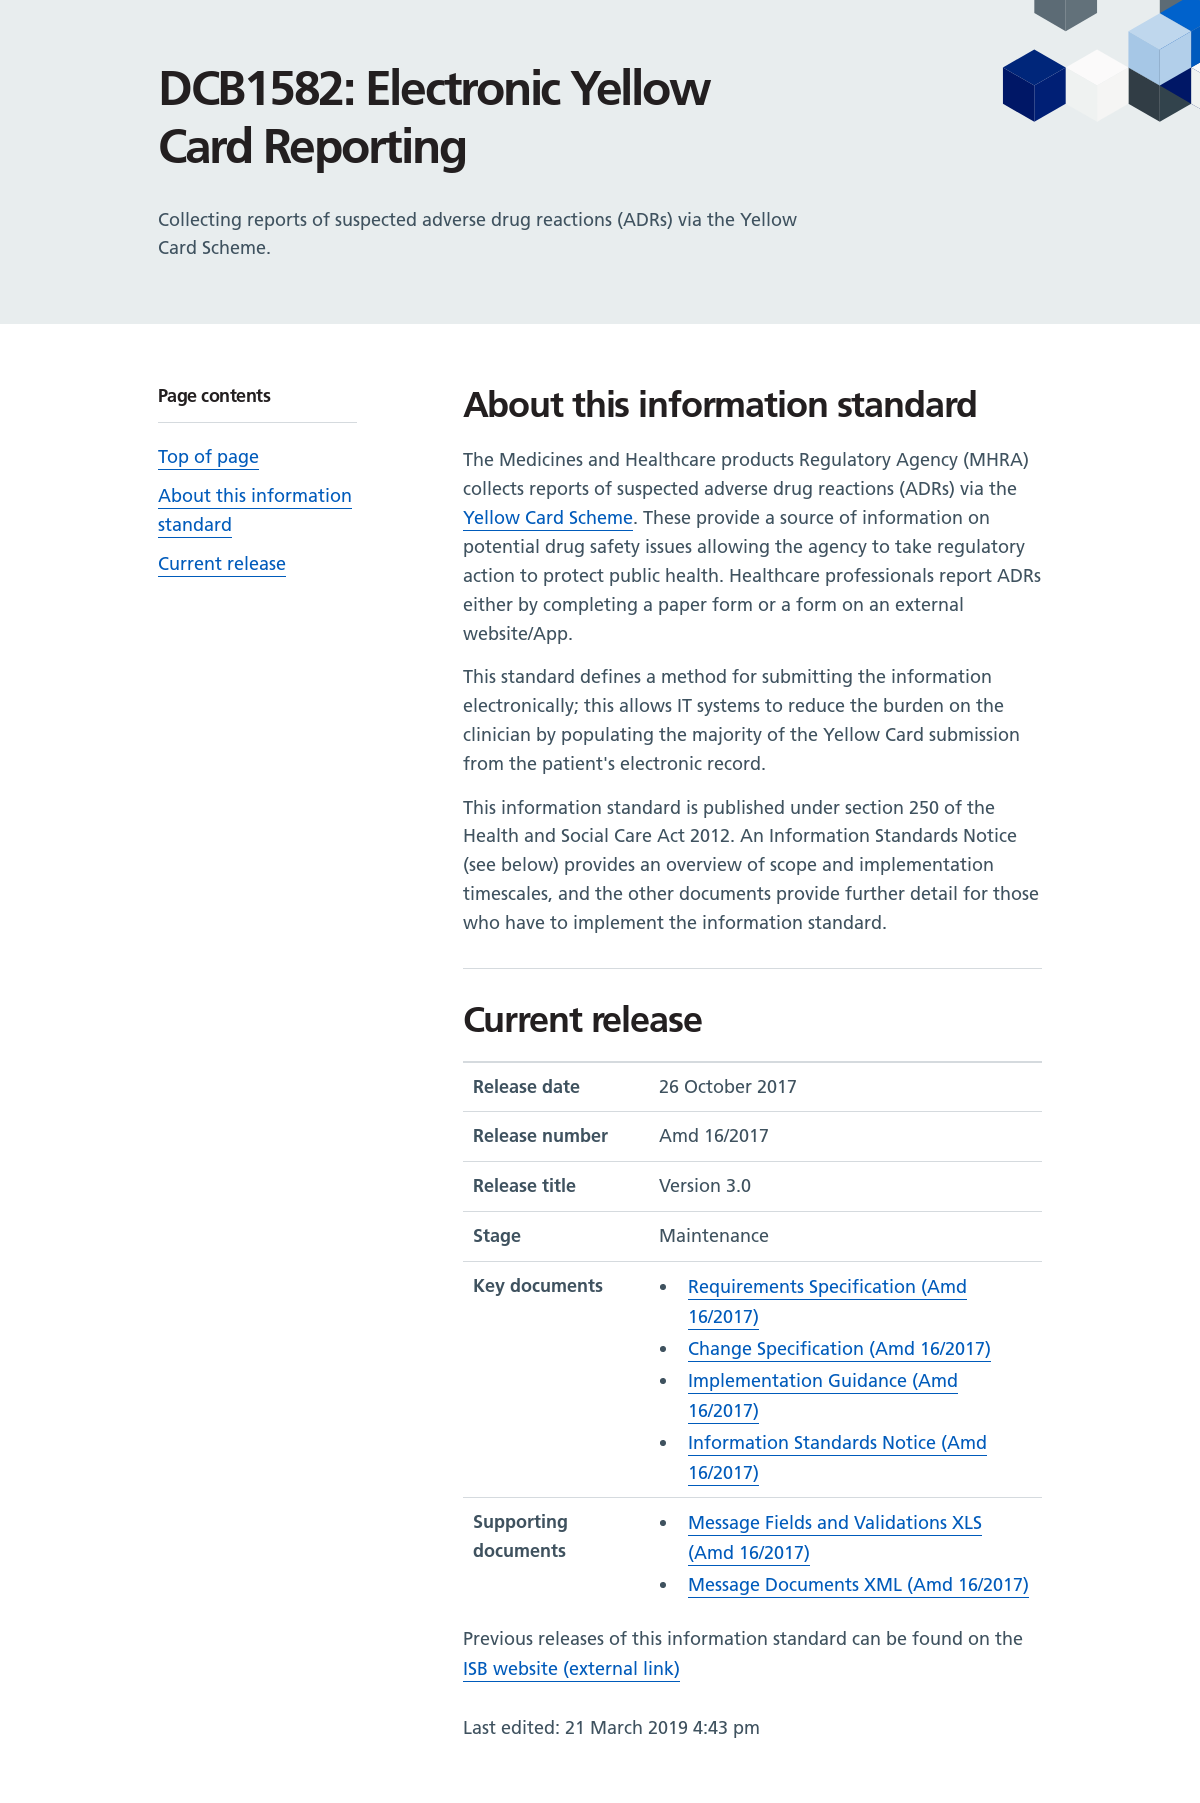 DCB1582: Electronic Yellow
Card Reporting
Collecting reports of suspected adverse drug reactions (ADRs) via the Yellow
Card Scheme.
Page contents
Top of page
About this information
standard
Current release
About this information standard
The Medicines and Healthcare products Regulatory Agency (MHRA)
collects reports of suspected adverse drug reactions (ADRs) via the
Yellow Card Scheme. These provide a source of information on
potential drug safety issues allowing the agency to take regulatory
action to protect public health. Healthcare professionals report ADRs
either by completing a paper form or a form on an external
website/App.
This standard defines a method for submitting the information
electronically; this allows IT systems to reduce the burden on the
clinician by populating the majority of the Yellow Card submission
from the patient's electronic record.
This information standard is published under section 250 of the
Health and Social Care Act 2012. An Information Standards Notice
(see below) provides an overview of scope and implementation
timescales, and the other documents provide further detail for those
who have to implement the information standard.
Current release
Release date 26 October 2017
Release number Amd 16/2017
Release title Version 3.0
Stage Maintenance
Key documents
• Requirements Specification (Amd
16/2017)
• Change Specification (Amd 16/2017)
• Implementation Guidance (Amd
16/2017)
• Information Standards Notice (Amd
16/2017)
Supporting
documents
• Message Fields and Validations XLS
(Amd 16/2017)
• Message Documents XML (Amd 16/2017)
Previous releases of this information standard can be found on the
ISB website (external link)
Last edited: 21 March 2019 4:43 pm